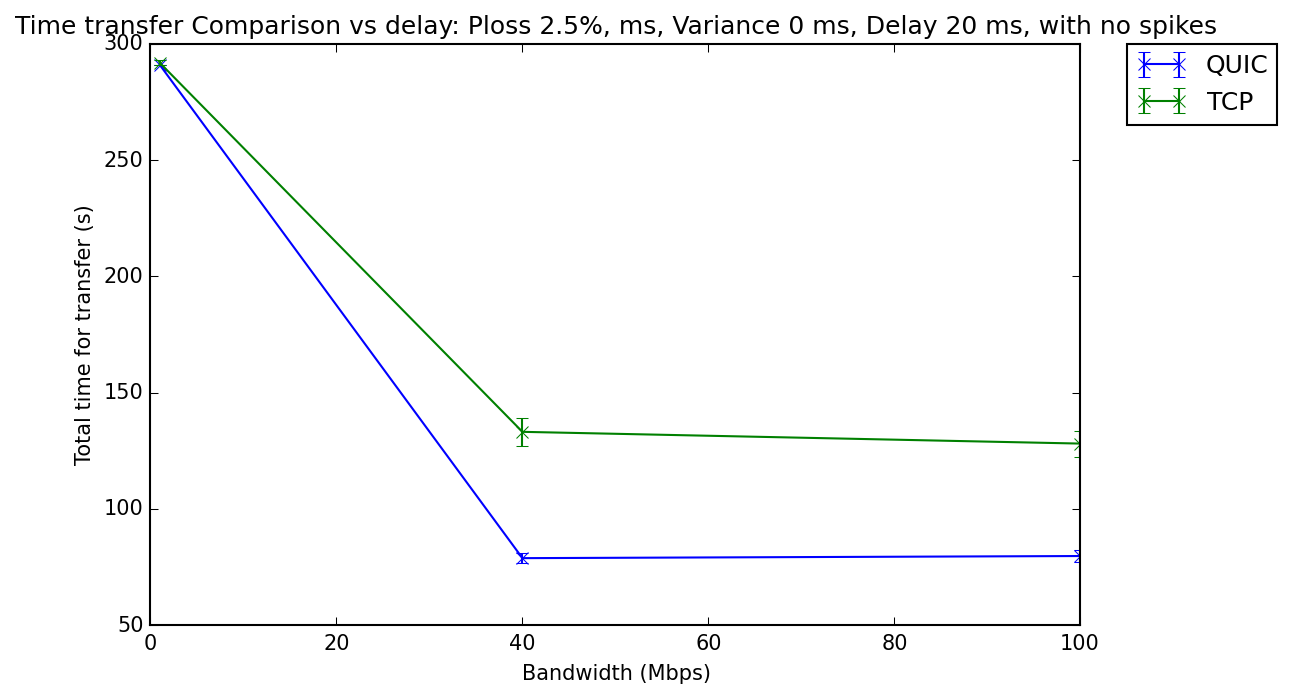 Time transfer Comparison vs delay: Ploss 2.5%, ms, Variance 0 ms, Delay 20 ms, with no spikes
300
250
200
150
100
50
0 20 40 60 80 100
Total time for transfer (s)
Bandwidth (Mbps)
QUIC
TCP